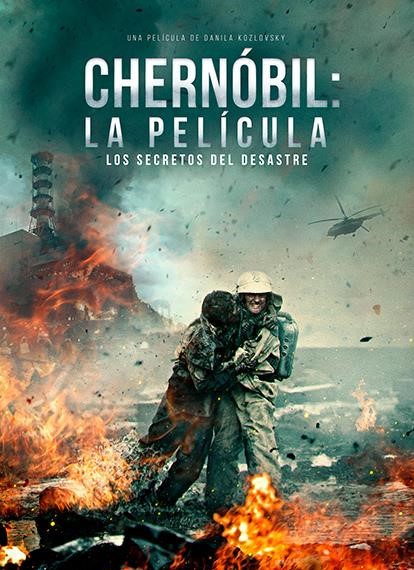 UNA PELÍCULA DE DANILA KOZLOVSKY
CHERNÓBIL:
LA PELÍCULA
LOS SECRETOS DEL DESASTRE